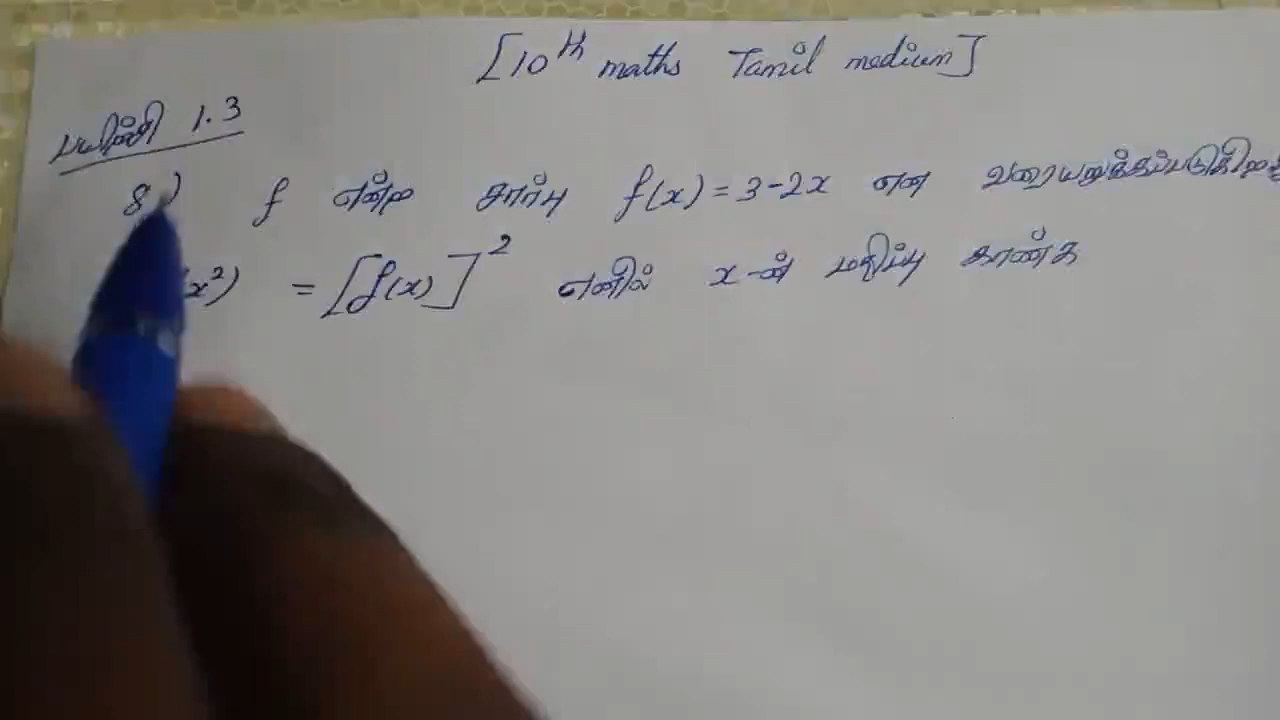 [10th maths Tamil medium]
பயிற்சி 1.3
8) f என்ற சார்பு f(x) = 3-2x என வரையறுக்கப்படுகிறது
(x²) = [f(x)]² எனில் x-ன் மதிப்பு காண்க